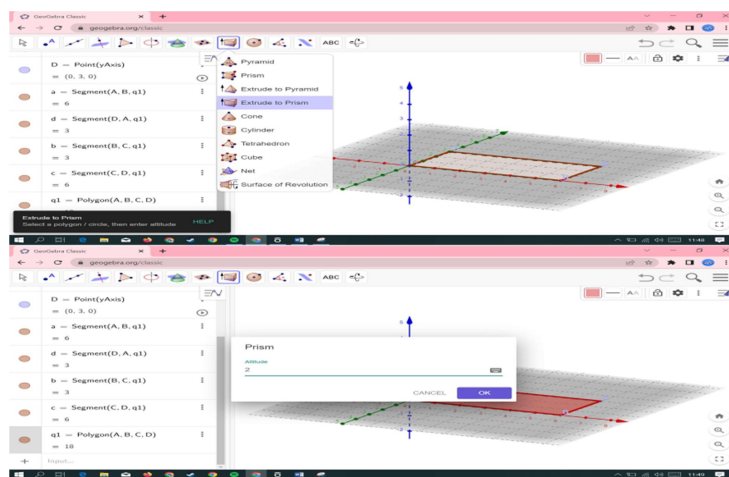 GeoGebra Classic
geogebra.org/classic
ABC
D = Point(yAxis)
= (0, 3, 0)
a = Segment(A, B, q1)
= 6
d = Segment(D, A, q1)
= 3
b = Segment(B, C, q1)
= 3
c = Segment(C, D, q1)
= 6
q1 = Polygon(A, B, C, D)
Pyramid
Prism
Extrude to Pyramid
Extrude to Prism
Cone
Cylinder
Tetrahedron
Cube
Net
Surface of Revolution
Extrude to Prism
Select a polygon / circle, then enter altitude
HELP
11:48
GeoGebra Classic
geogebra.org/classic
ABC
D = Point(yAxis)
= (0, 3, 0)
a = Segment(A, B, q1)
= 6
d = Segment(D, A, q1)
= 3
b = Segment(B, C, q1)
= 3
c = Segment(C, D, q1)
= 6
q1 = Polygon(A, B, C, D)
= 18
Input...
Prism
Altitude
2
CANCEL
OK
11:49